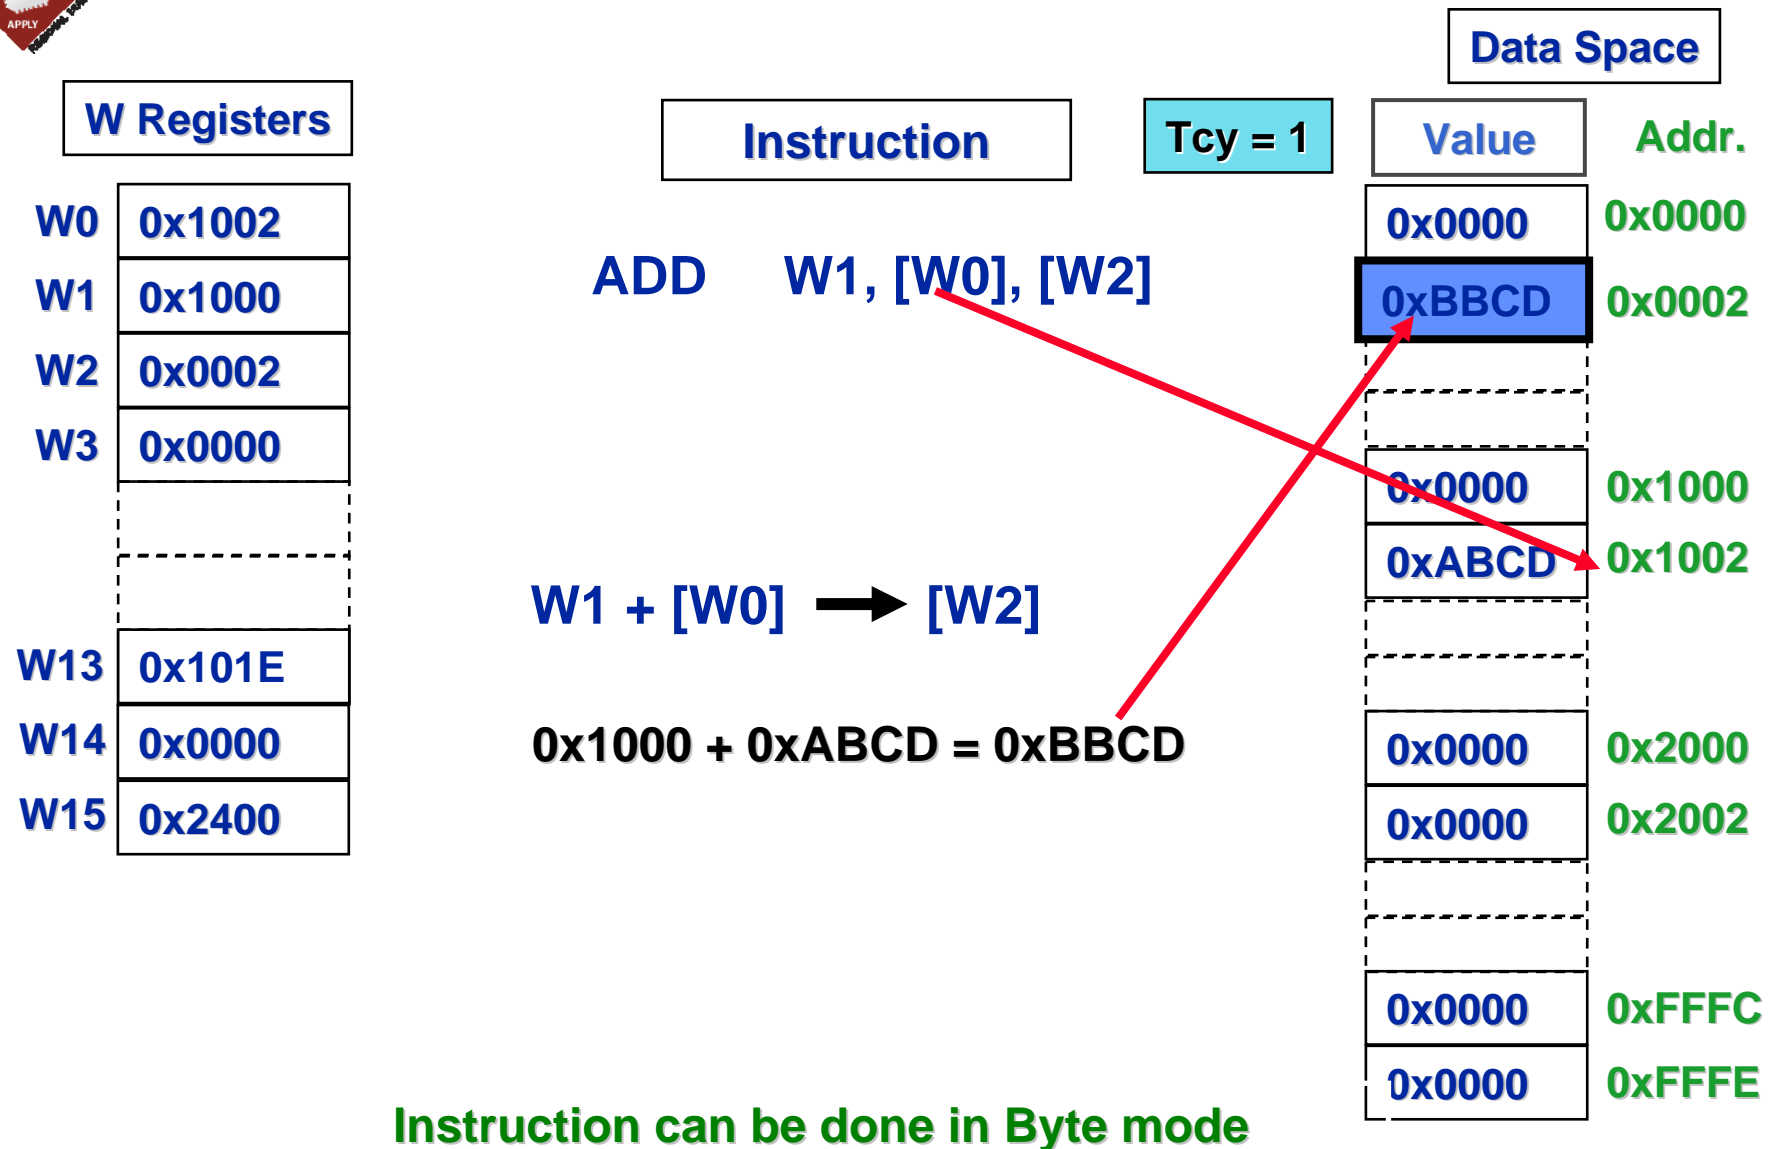 APPLY
Data Space
W Registers
Instruction
Tcy = 1
Value
Addr.
W0 0x1002
W1 0x1000
W2 0x0002
W3 0x0000
W13 0x101E
W14 0x0000
W15 0x2400
ADD W1, [W0], [W2]
W1 + [W0] → [W2]
0x1000 + 0xABCD = 0xBBCD
0x0000 0x0000
0xBBCD 0x0002
0x0000 0x1000
0xABCD 0x1002
0x0000 0x2000
0x0000 0x2002
0x0000 0xFFFC
0x0000 0xFFFE
Instruction can be done in Byte mode